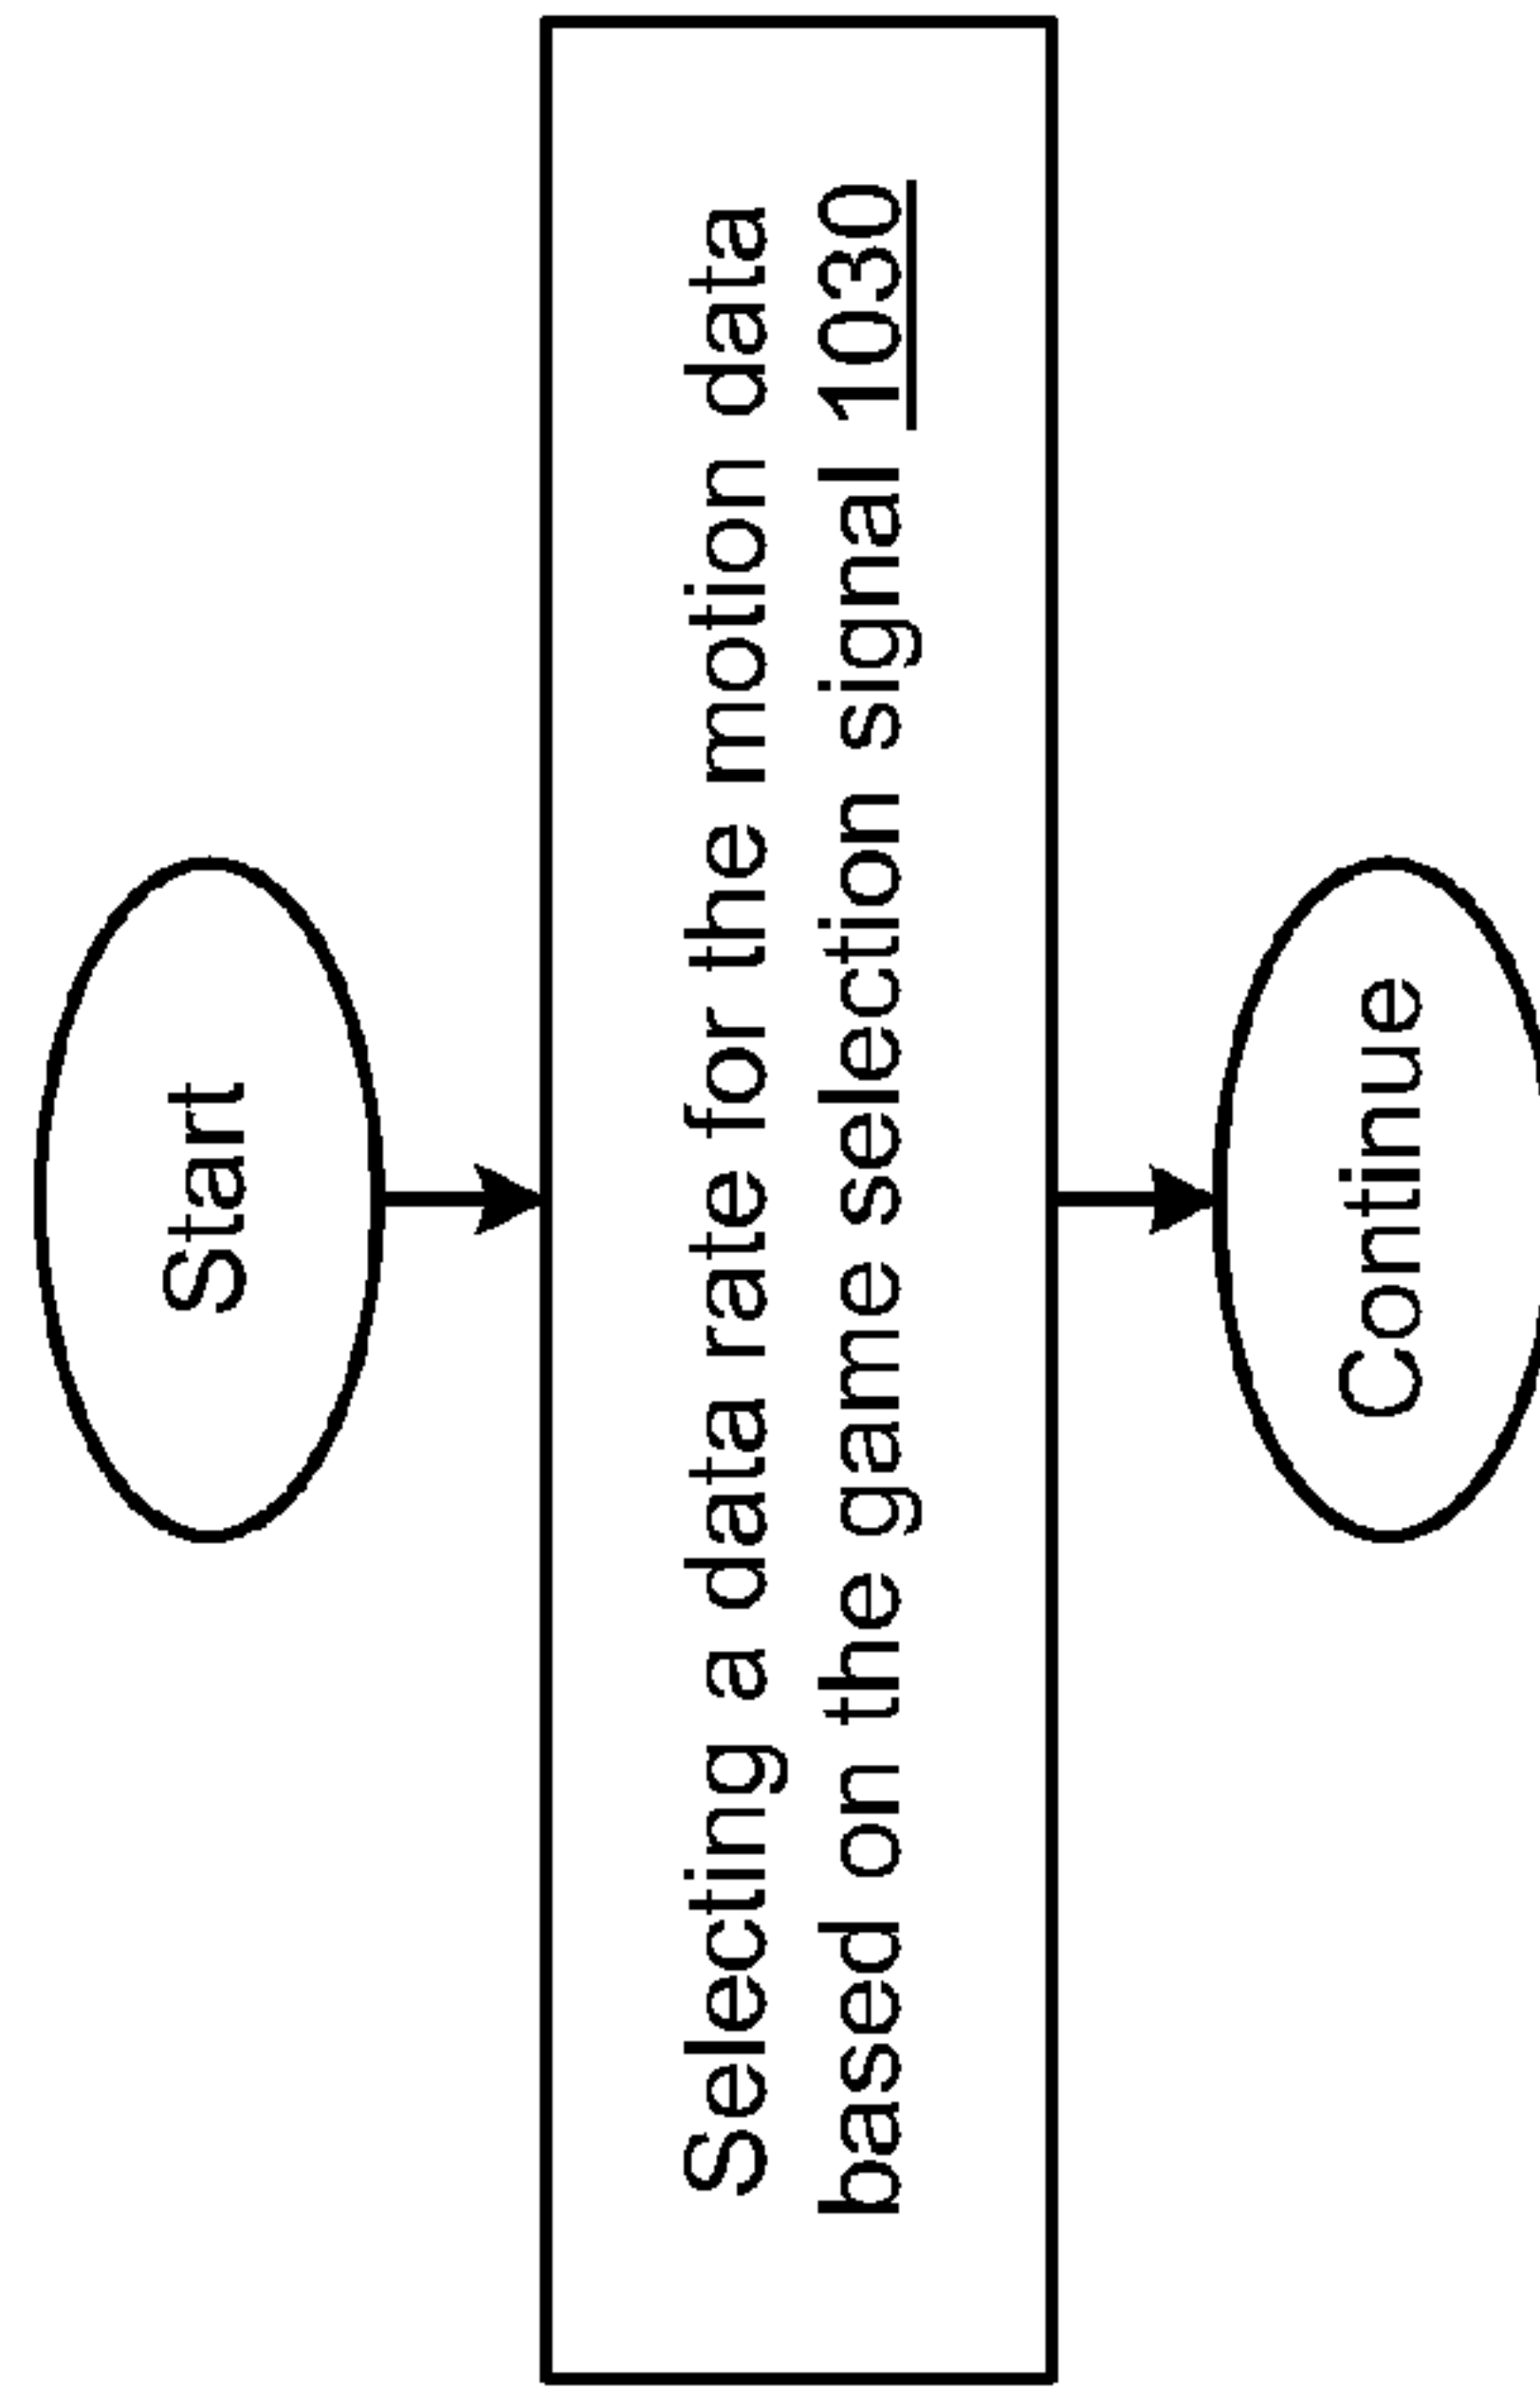 Start
Selecting a data rate for the motion data
based on the game selection signal 1030
Continue